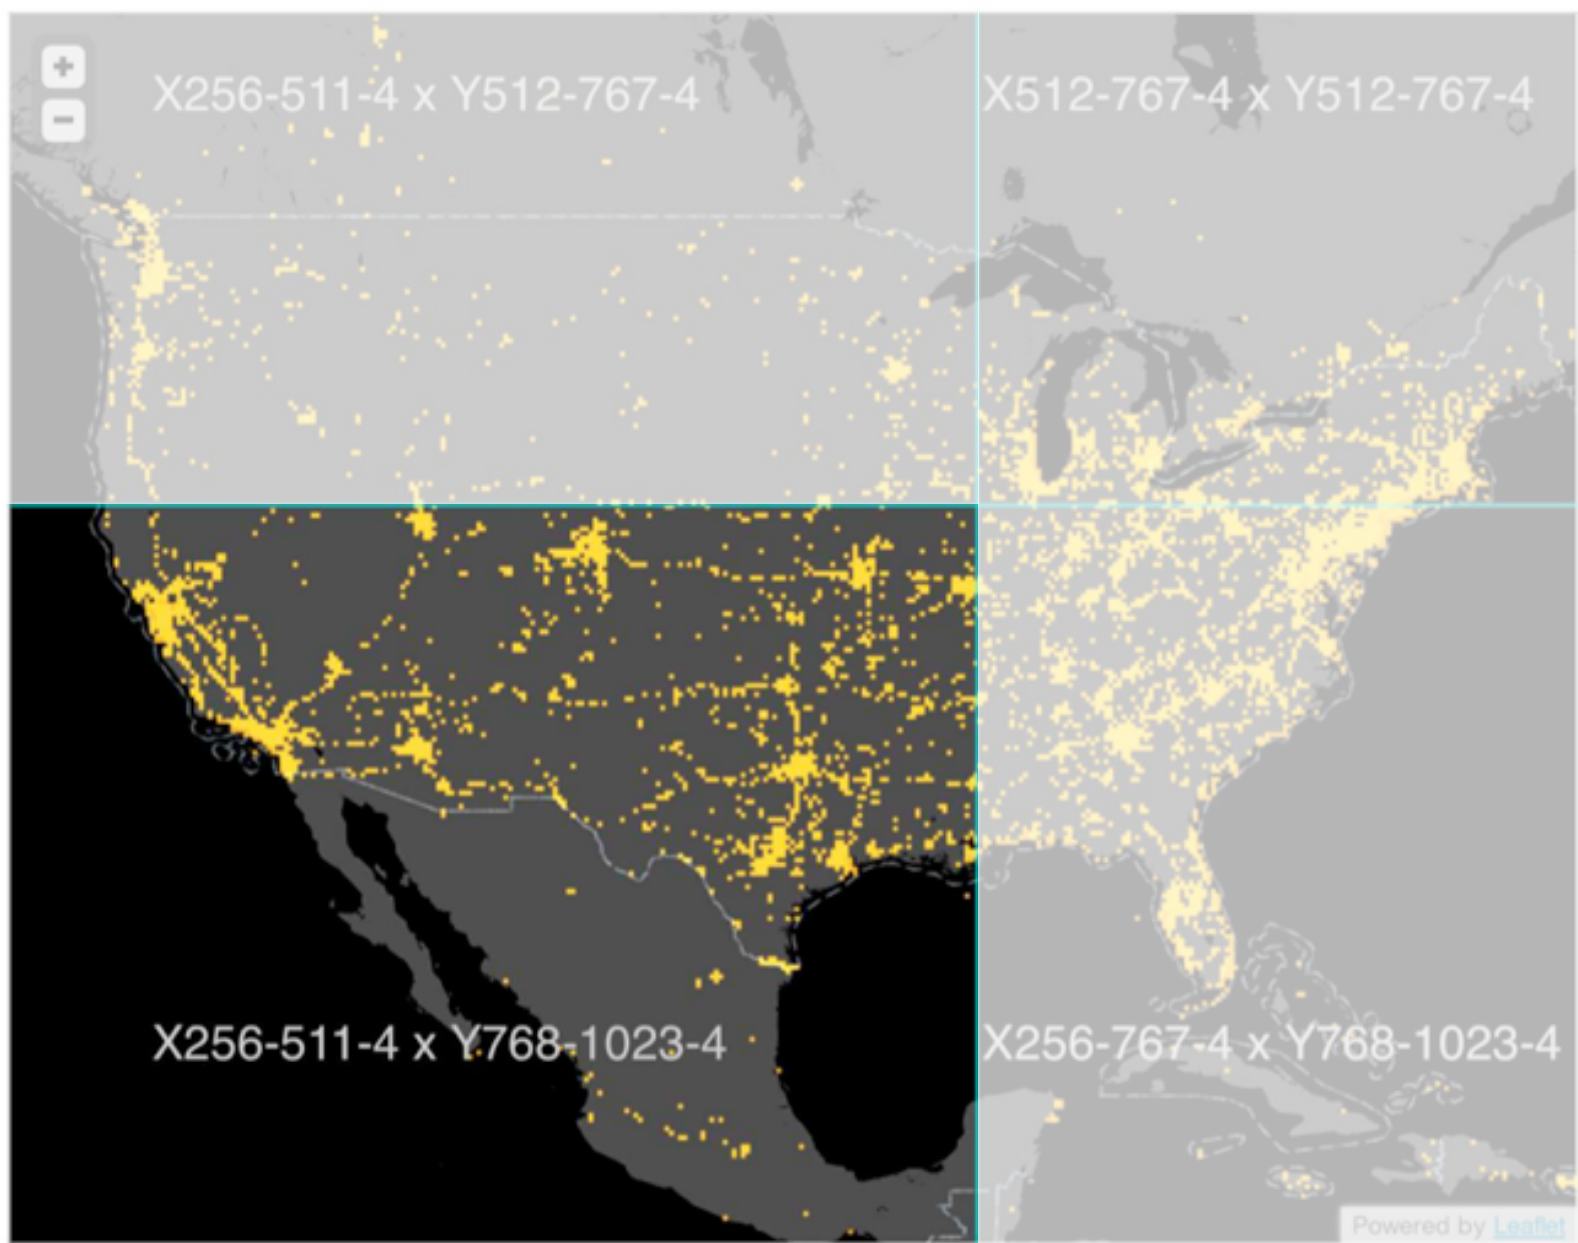 +
X256-511-4 x Y512-767-4
X512-767-4 x Y512-767-4
−
X256-511-4 x Y768-1023-4
X256-767-4 x Y768-1023-4
Powered by Leaflet